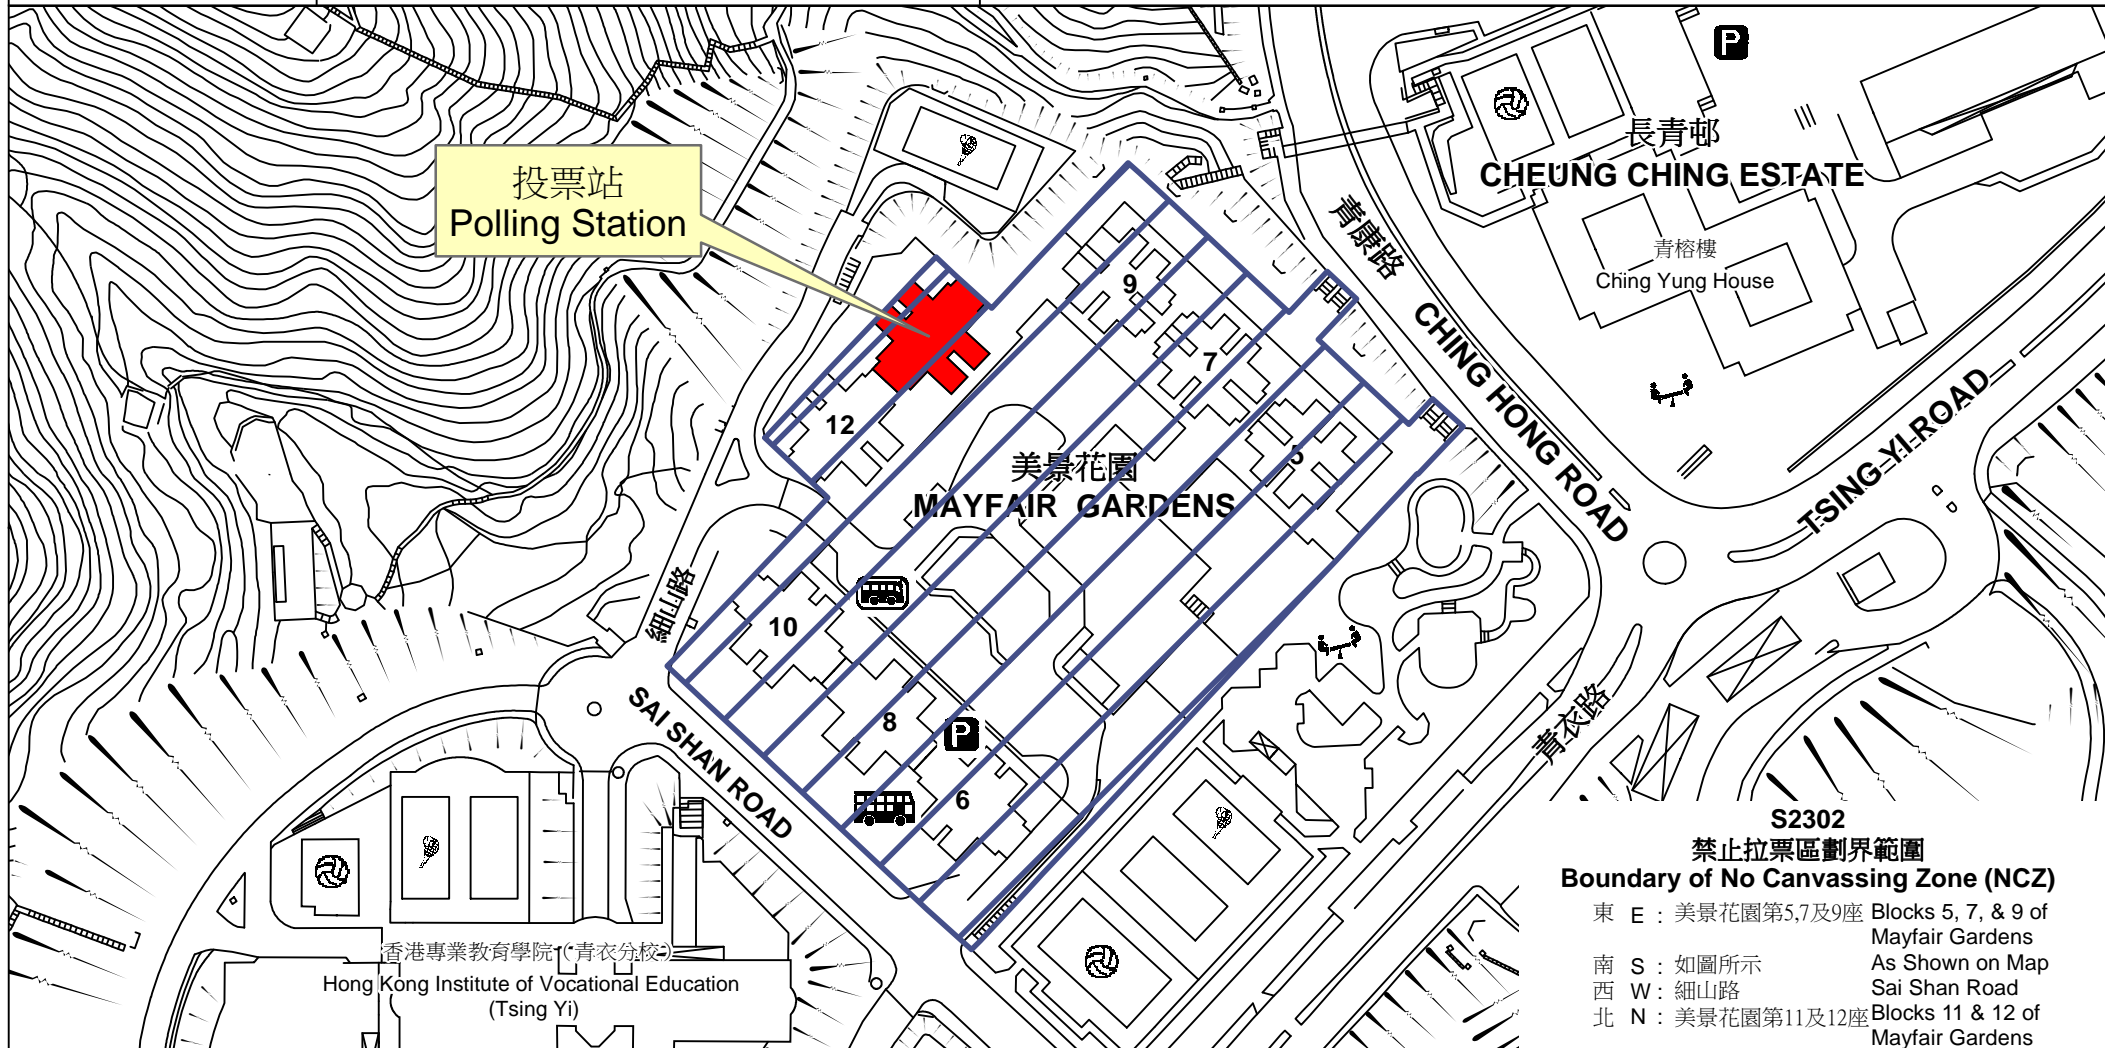 投票站
Polling Station
長青邨
CHEUNG CHING ESTATE
青榕樓
Ching Yung House
青康路 CHING HONG ROAD
TSING YI ROAD
青衣路
美景花園
MAYFAIR GARDENS
9
7
5
12
10
8
6
P
P
細山路
SAI SHAN ROAD
香港專業教育學院(青衣分校)
Hong Kong Institute of Vocational Education
(Tsing Yi)
S2302
禁止拉票區劃界範圍
Boundary of No Canvassing Zone (NCZ)
東 E : 美景花園第5,7及9座 Blocks 5, 7, & 9 of
Mayfair Gardens
南 S : 如圖所示 As Shown on Map
西 W : 細山路 Sai Shan Road
北 N : 美景花園第11及12座 Blocks 11 & 12 of
Mayfair Gardens